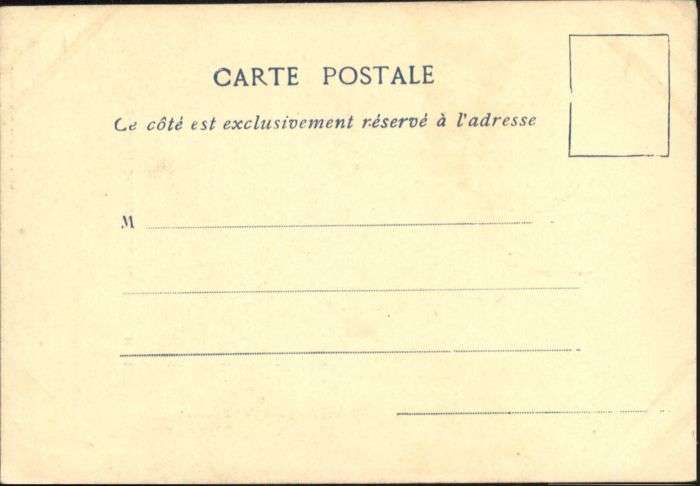 CARTE POSTALE
Ce côté est exclusivement réservé à l'adresse
M